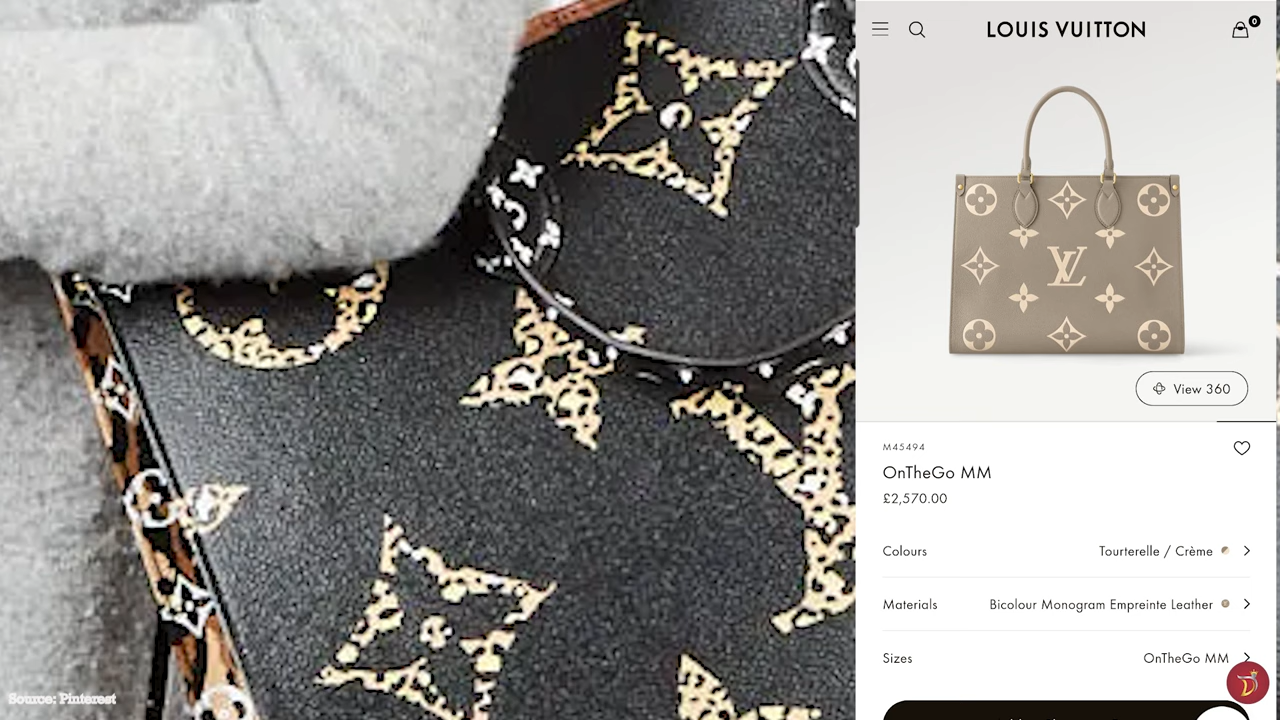 LOUIS VUITTON
0
View 360
M45494
OnTheGo MM
£2,570.00
Colours Tourterelle / Crème
Materials Bicolour Monogram Empreinte Leather
Sizes OnTheGo MM
Source: Pinterest